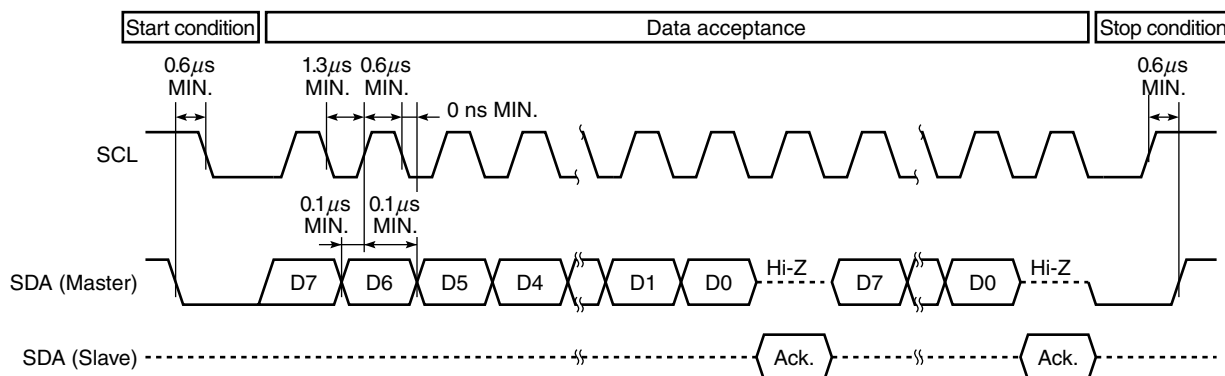 Start condition
Data acceptance
Stop condition
0.6μs
MIN.
1.3μs
MIN.
0.6μs
MIN.
0 ns MIN.
0.6μs
MIN.
SCL
0.1μs
MIN.
0.1μs
MIN.
SDA (Master)
D7
D6
D5
D4
D1
D0
Hi-Z
D7
D0
Hi-Z
SDA (Slave)
Ack.
Ack.